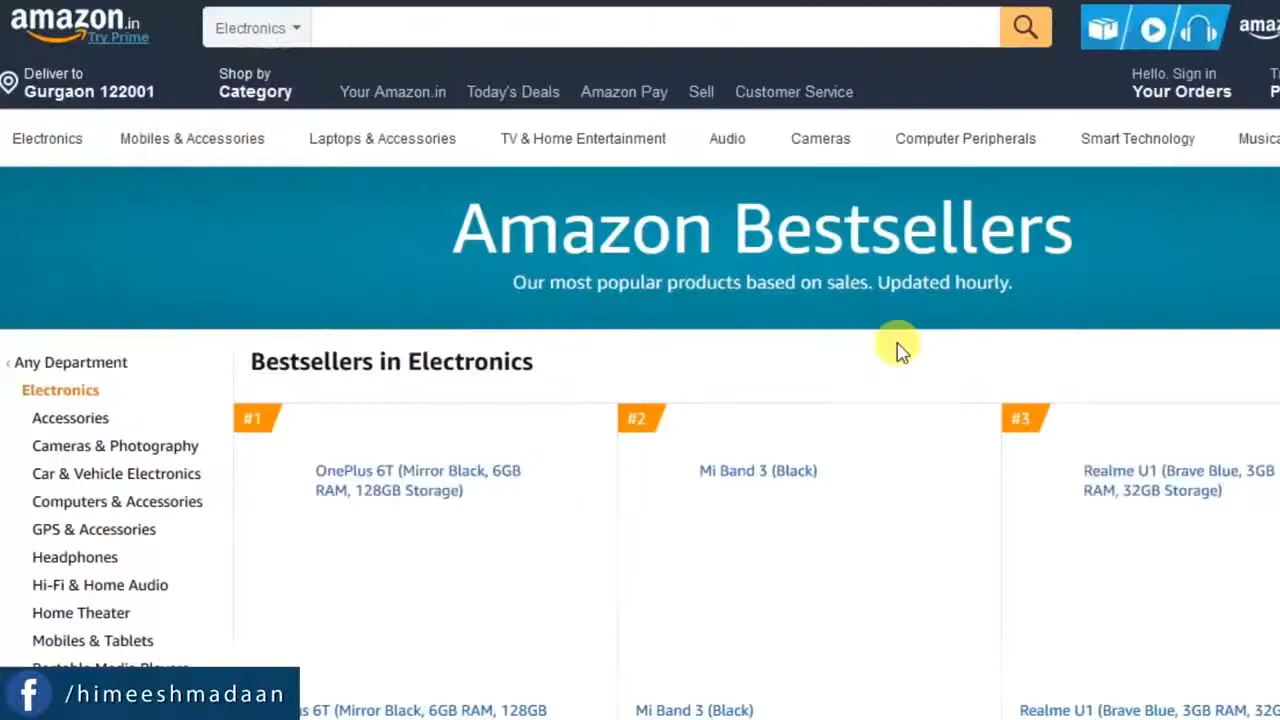 amazon.in
Try Prime
Electronics
Deliver to
Gurgaon 122001
Shop by
Category
Your Amazon.in
Today's Deals
Amazon Pay
Sell
Customer Service
Hello. Sign in
Your Orders
Electronics
Mobiles & Accessories
Laptops & Accessories
TV & Home Entertainment
Audio
Cameras
Computer Peripherals
Smart Technology
Amazon Bestsellers
Our most popular products based on sales. Updated hourly.
‹ Any Department
Electronics
Accessories
Cameras & Photography
Car & Vehicle Electronics
Computers & Accessories
GPS & Accessories
Headphones
Hi-Fi & Home Audio
Home Theater
Mobiles & Tablets
Bestsellers in Electronics
#1
OnePlus 6T (Mirror Black, 6GB
RAM, 128GB Storage)
#2
Mi Band 3 (Black)
#3
Realme U1 (Brave Blue, 3GB
RAM, 32GB Storage)
6T (Mirror Black, 6GB RAM, 128GB
Mi Band 3 (Black)
Realme U1 (Brave Blue, 3GB RAM,
/himeeshmadaan